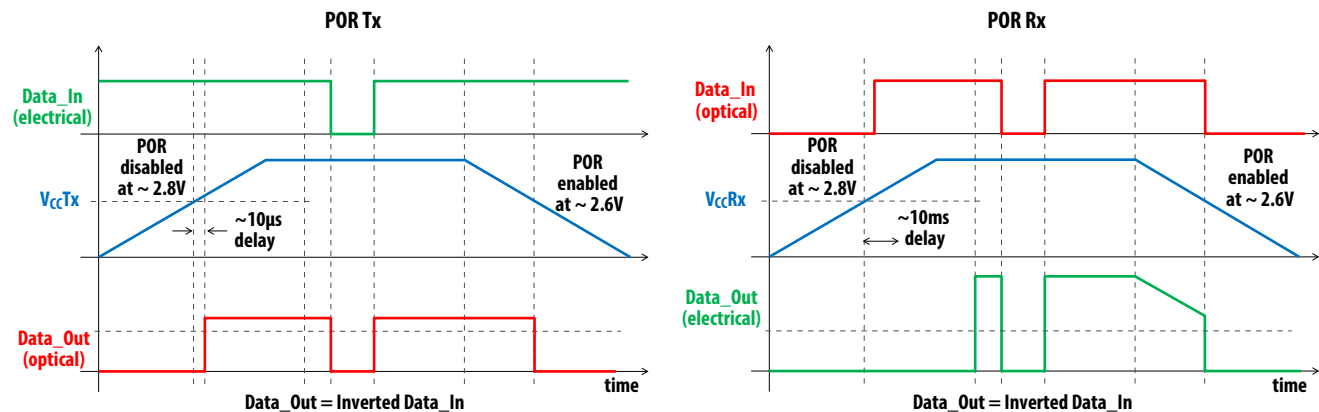 POR Tx
Data_In
(electrical)
POR
disabled
at ~ 2.8V
POR
enabled
at ~ 2.6V
VCCTx
~10µs
delay
Data_Out
(optical)
time
Data_Out = Inverted Data_In
POR Rx
Data_In
(optical)
POR
disabled
at ~ 2.8V
POR
enabled
at ~ 2.6V
VCCRx
~10ms
delay
Data_Out
(electrical)
time
Data_Out = Inverted Data_In